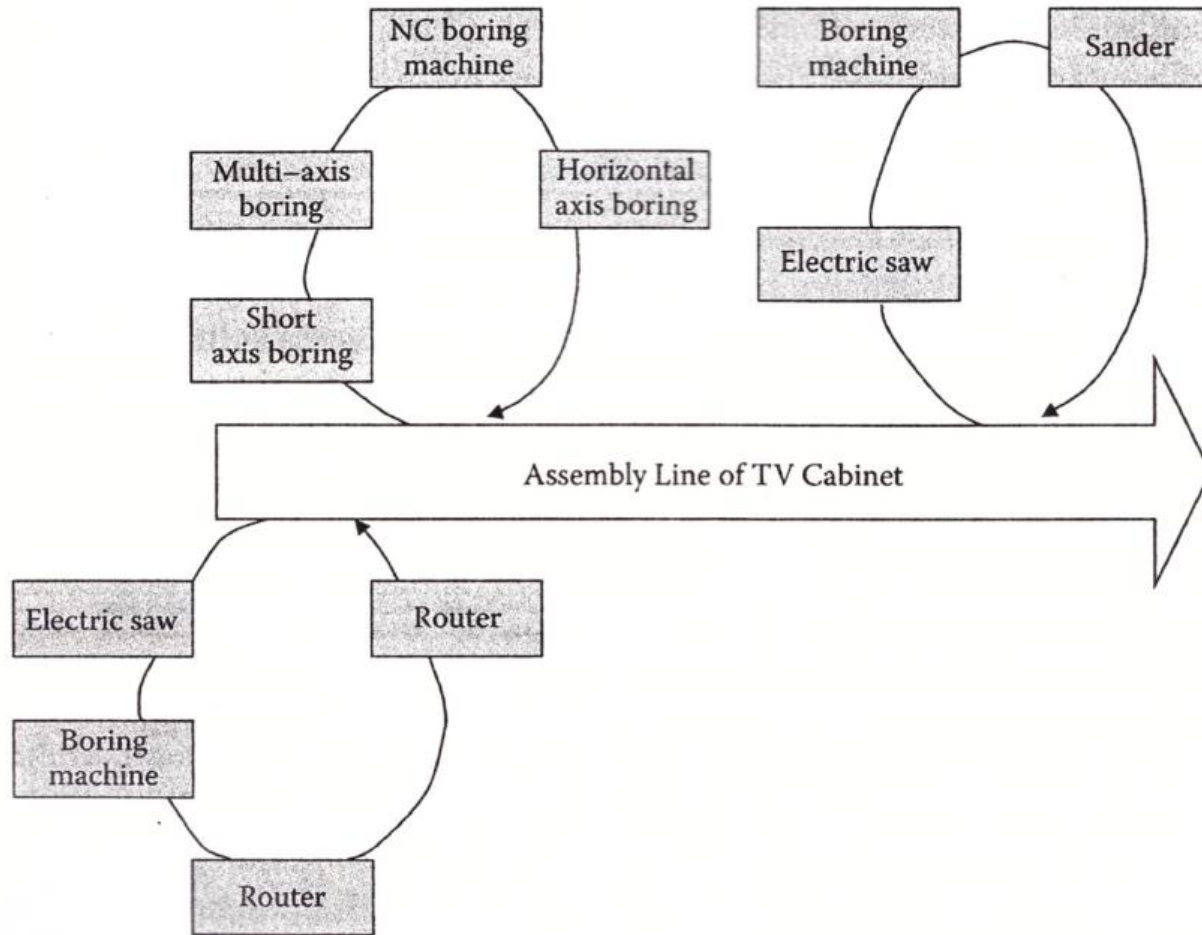 NC boring
machine
Boring
machine
Sander
Multi–axis
boring
Horizontal
axis boring
Electric saw
Short
axis boring
Assembly Line of TV Cabinet
Electric saw
Router
Boring
machine
Router